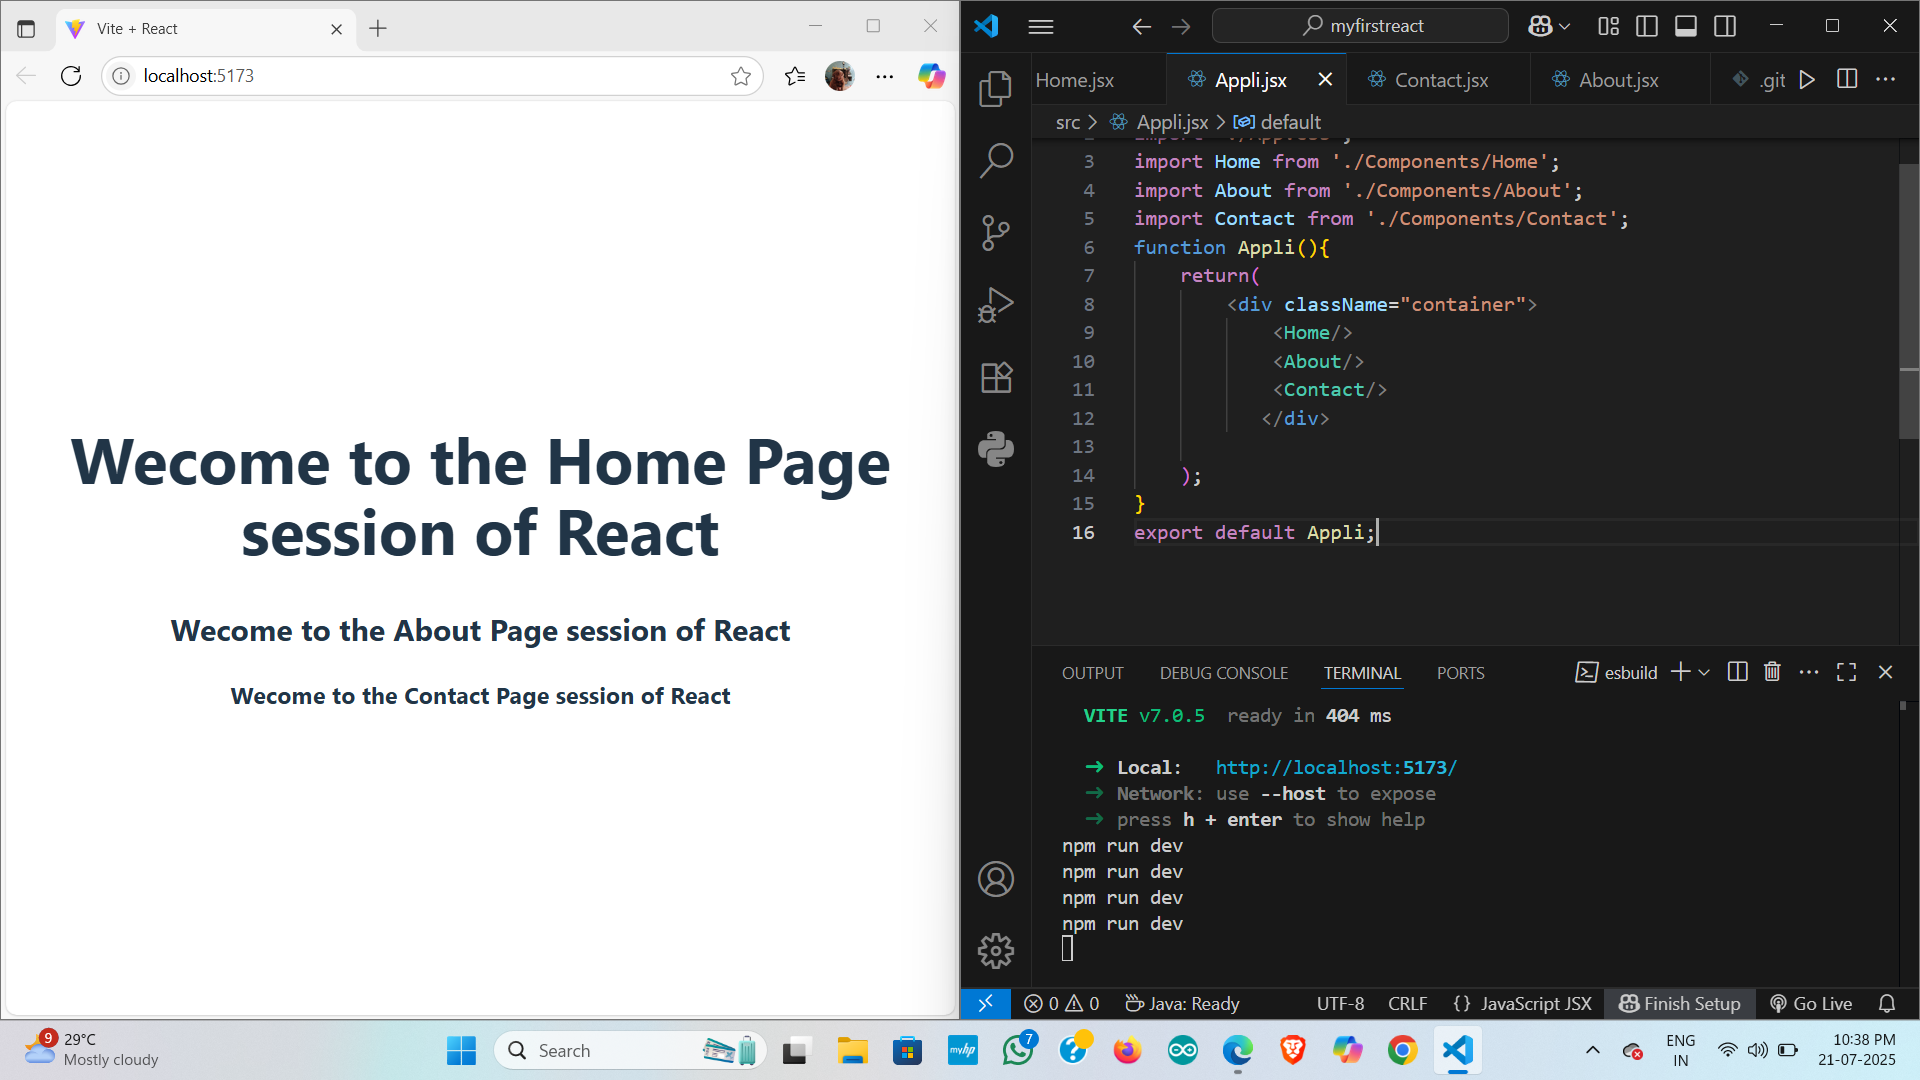 Vite + React
localhost:5173
Wecome to the Home Page
session of React
Wecome to the About Page session of React
Wecome to the Contact Page session of React
myfirstreact
Home.jsx
Appli.jsx
Contact.jsx
About.jsx
.git
src > Appli.jsx > default
3 import Home from './Components/Home';
4 import About from './Components/About';
5 import Contact from './Components/Contact';
6 function Appli(){
7 return(
8 <div className="container">
9 <Home/>
10 <About/>
11 <Contact/>
12 </div>
13
14 );
15 }
16 export default Appli;
OUTPUT DEBUG CONSOLE TERMINAL PORTS
esbuild
VITE v7.0.5 ready in 404 ms
➜ Local: http://localhost:5173/
➜ Network: use --host to expose
➜ press h + enter to show help
npm run dev
npm run dev
npm run dev
npm run dev
0 0 Java: Ready UTF-8 CRLF {} JavaScript JSX Finish Setup Go Live
9
29°C
Mostly cloudy
Search
myhp
7
ENG
IN
10:38 PM
21-07-2025